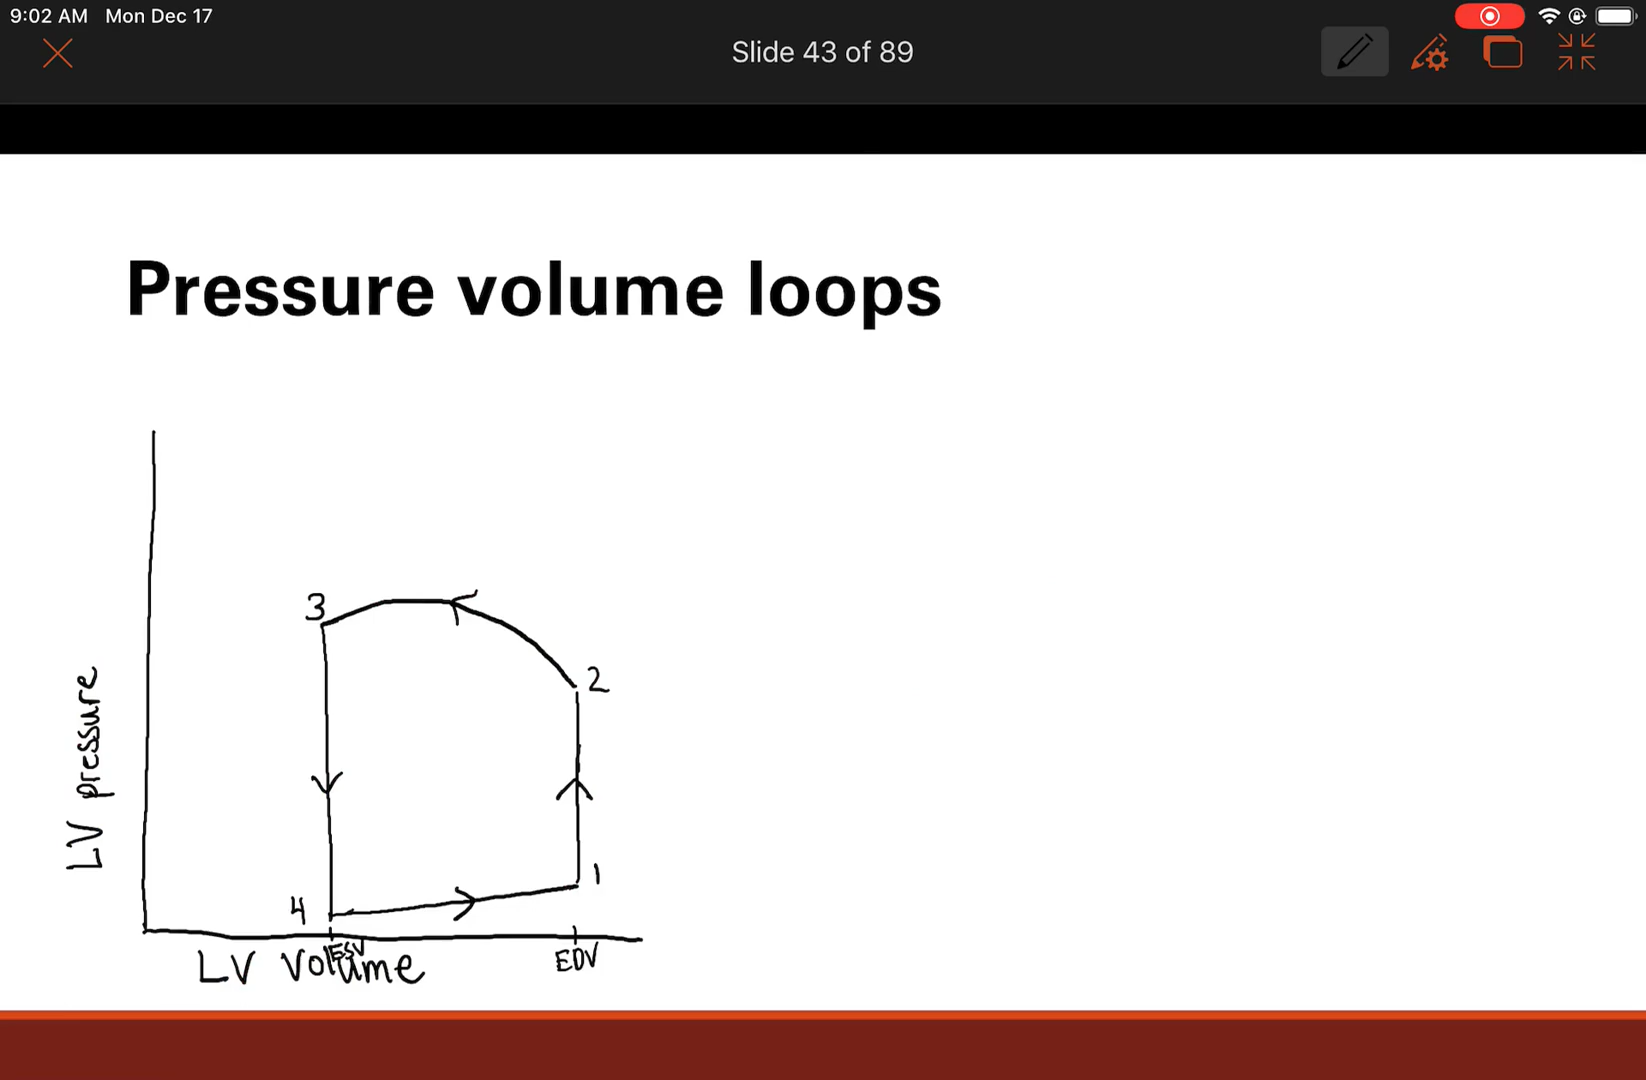 9:02 AM Mon Dec 17
Slide 43 of 89
Pressure volume loops
3
2
LV pressure
1
4
ESV
EDV
LV Volume